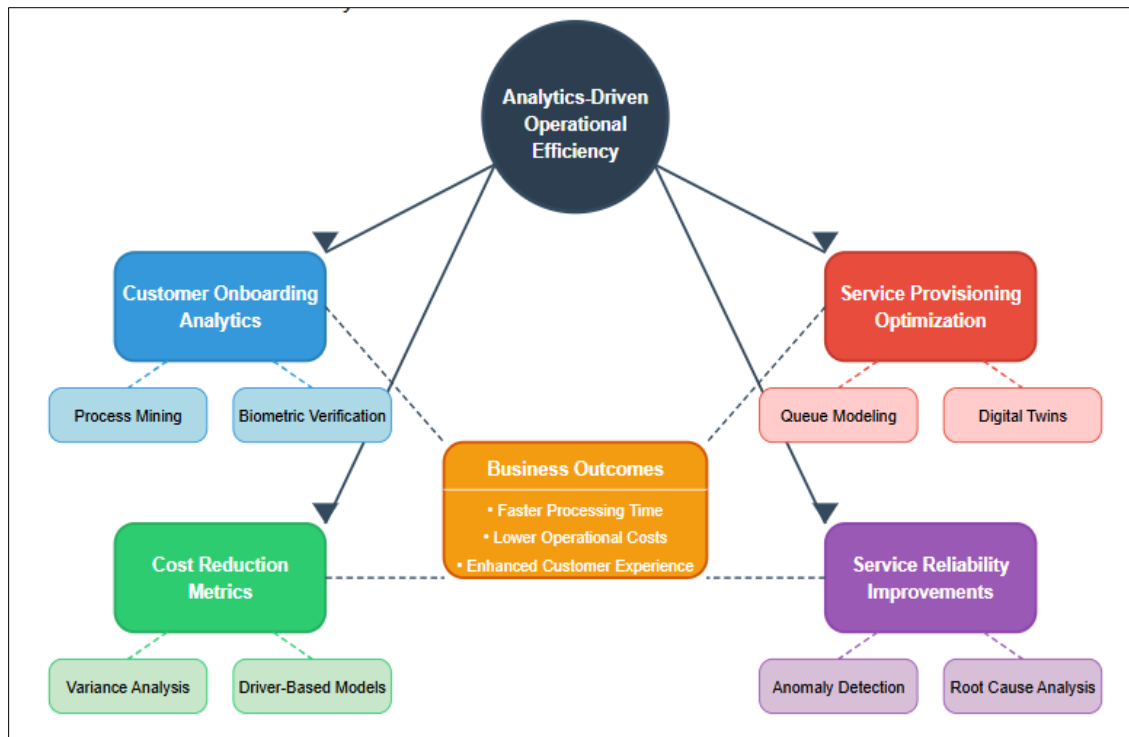 Analytics-Driven
Operational
Efficiency
Customer Onboarding
Analytics
Service Provisioning
Optimization
Process Mining
Biometric Verification
Queue Modeling
Digital Twins
Business Outcomes
• Faster Processing Time
• Lower Operational Costs
• Enhanced Customer Experience
Cost Reduction
Metrics
Service Reliability
Improvements
Variance Analysis
Driver-Based Models
Anomaly Detection
Root Cause Analysis